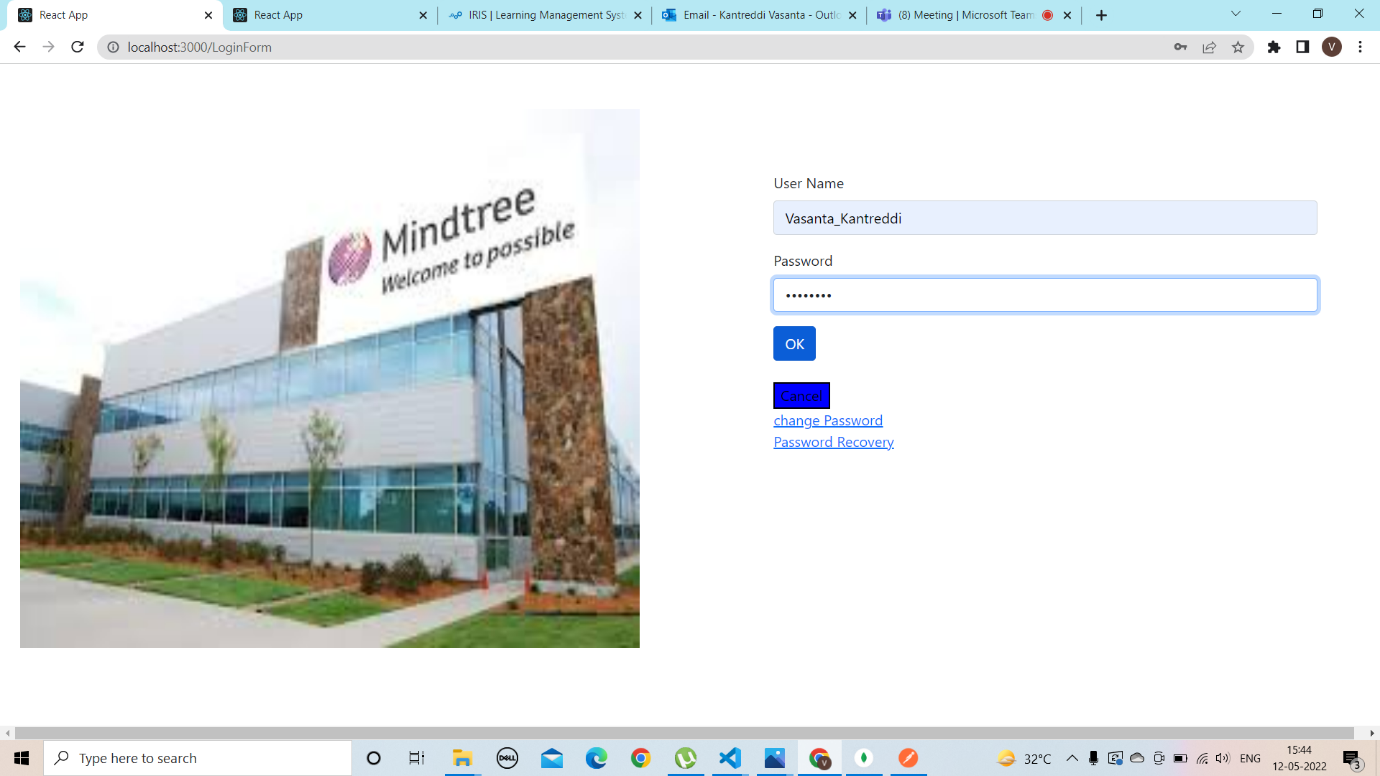 React App
React App
IRIS | Learning Management Syst
Email - Kantreddi Vasanta - Outlo
(8) Meeting | Microsoft Team
localhost:3000/LoginForm
V
Mindtree
Welcome to possible
User Name
Vasanta_Kantreddi
Password
••••••••
OK
Cancel
change Password
Password Recovery
Type here to search
DELL
V
32°C
ENG
15:44
12-05-2022
3